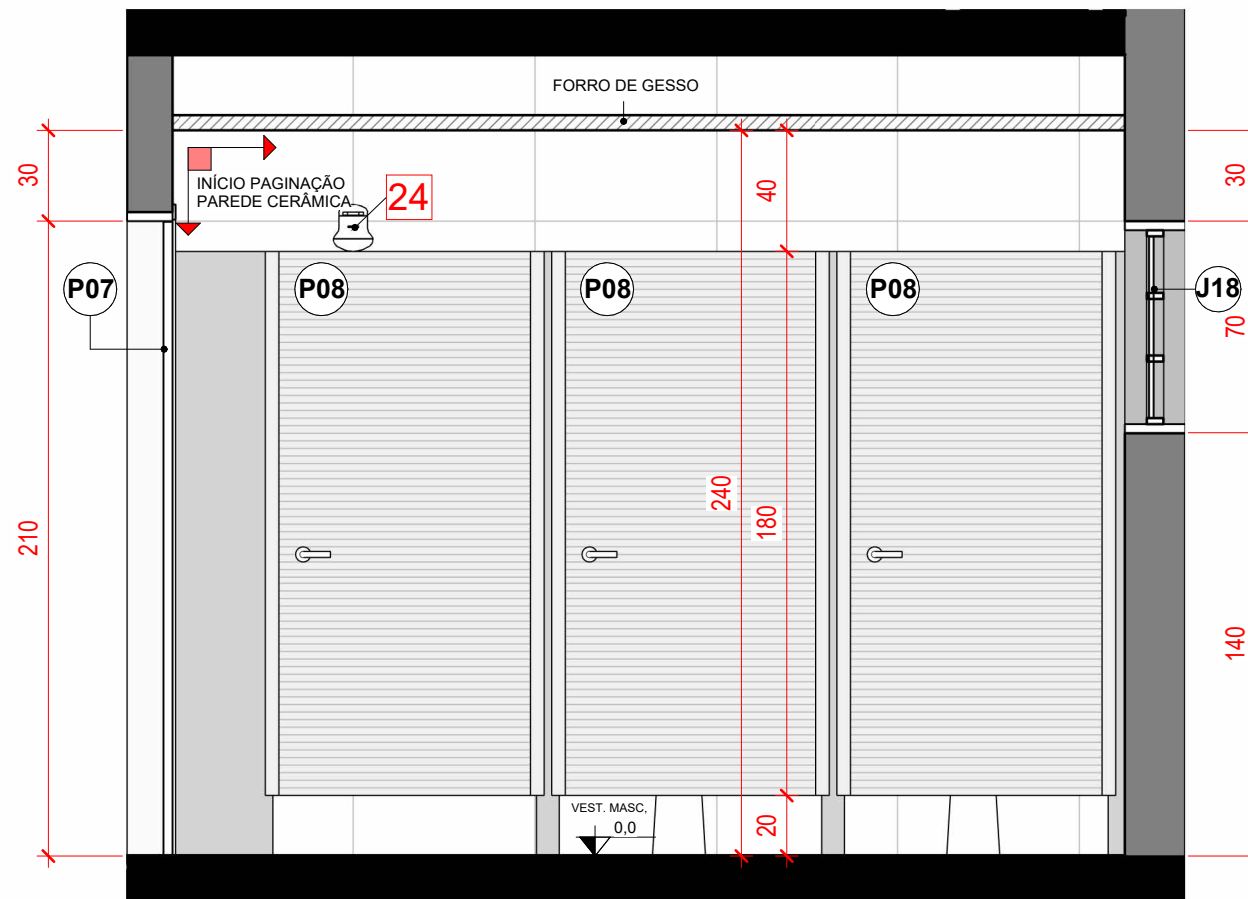 FORRO DE GESSO
30
40
30
INÍCIO PAGINAÇÃO
PAREDE CERÂMICA
24
P07
P08
P08
P08
J18
70
240
180
210
140
VEST. MASC,
0,0
20